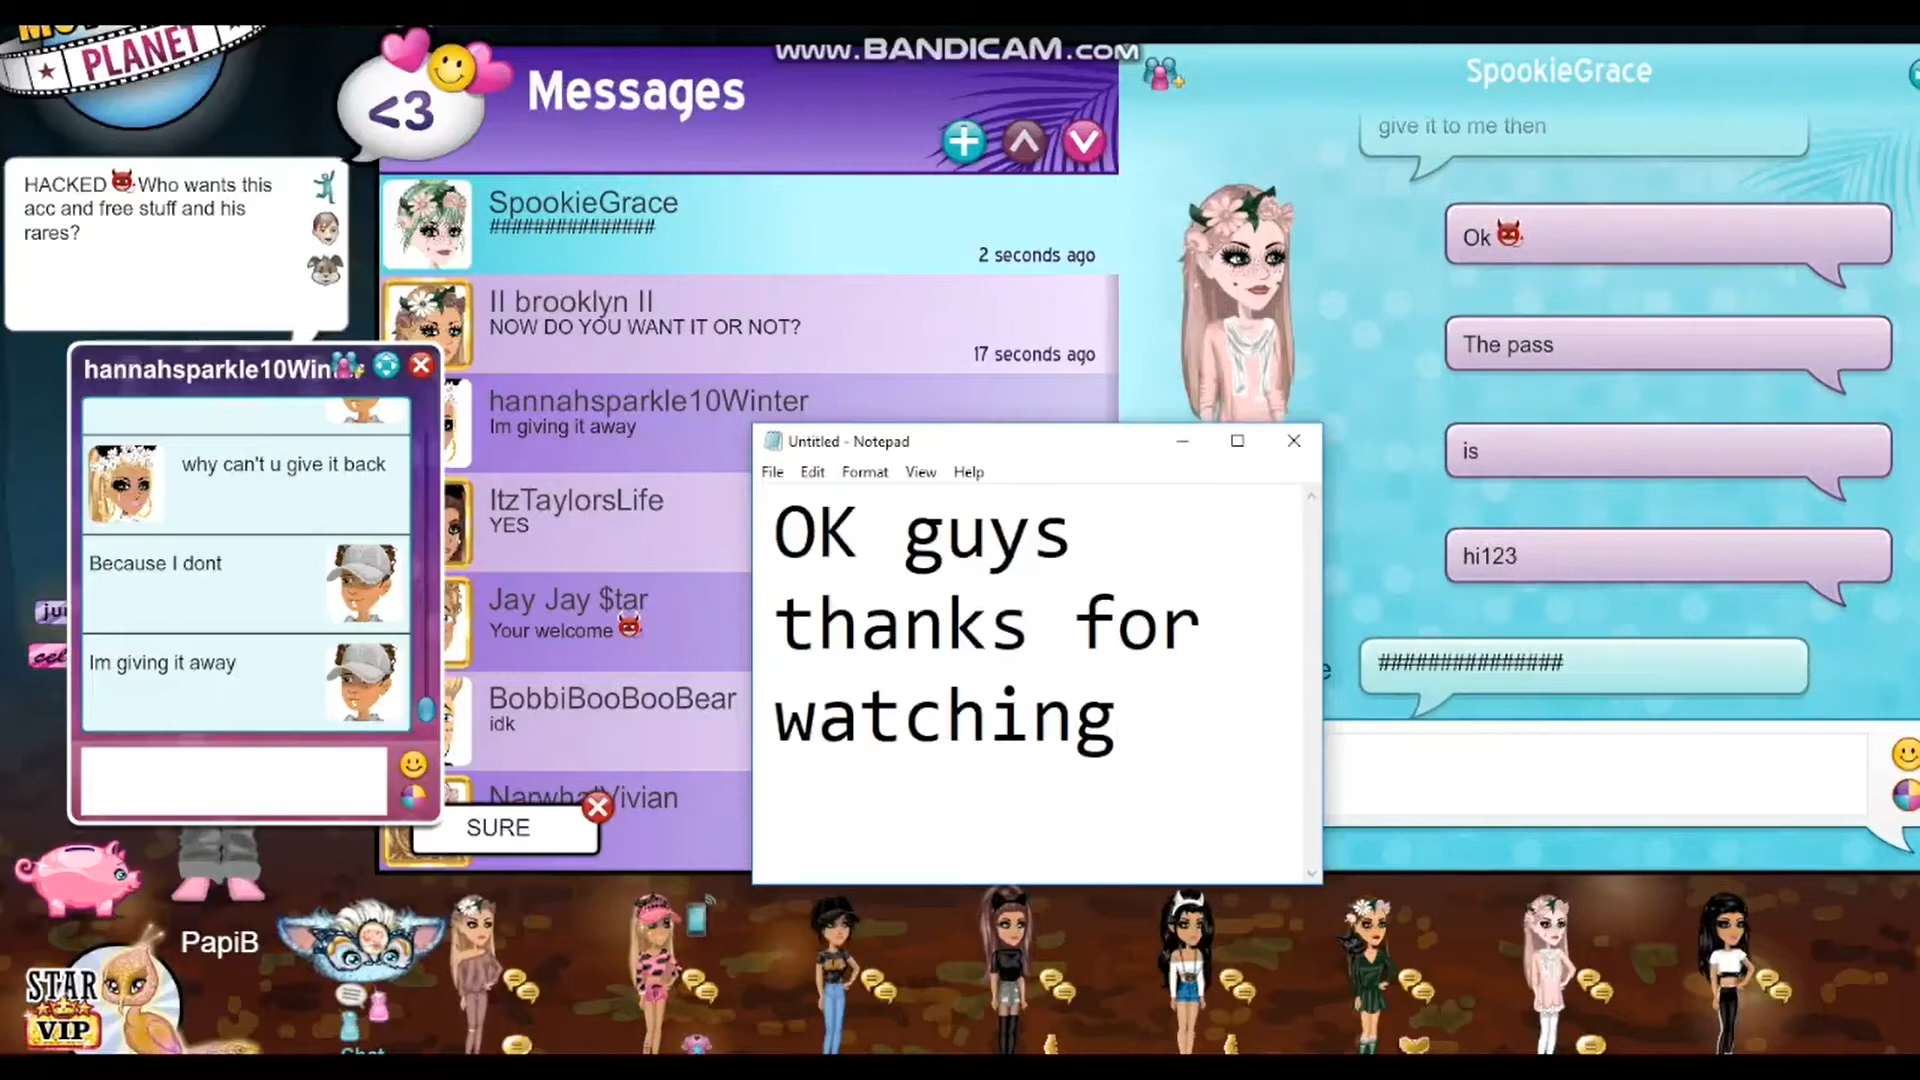 www.BANDICAM.com
PLANET
<3
Messages
SpookieGrace
give it to me then
HACKED 😈Who wants this
acc and free stuff and his
rares?
SpookieGrace
##############
2 seconds ago
Ok 😈
II brooklyn II
NOW DO YOU WANT IT OR NOT?
17 seconds ago
The pass
hannahsparkle10Win
why can't u give it back
Because I dont
Im giving it away
hannahsparkle10Winter
Im giving it away
ItzTaylorsLife
YES
Jay Jay $tar
Your welcome 😈
BobbiBooBooBear
idk
SURE
Untitled - Notepad
File Edit Format View Help
OK guys
thanks for
watching
is
hi123
##############
PapiB
STAR
VIP